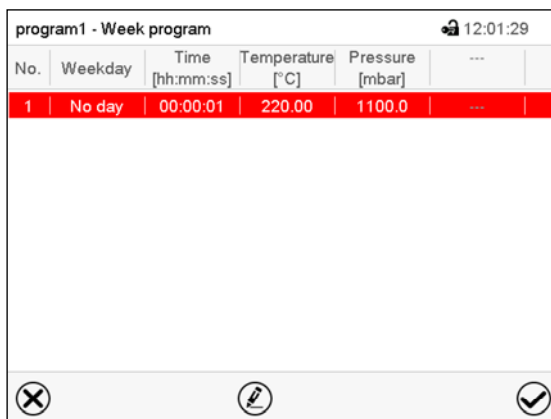 program1 - Week program 12:01:29
No. Weekday Time [hh:mm:ss] Temperature [°C] Pressure [mbar] ---
1 No day 00:00:01 220.00 1100.0 ---